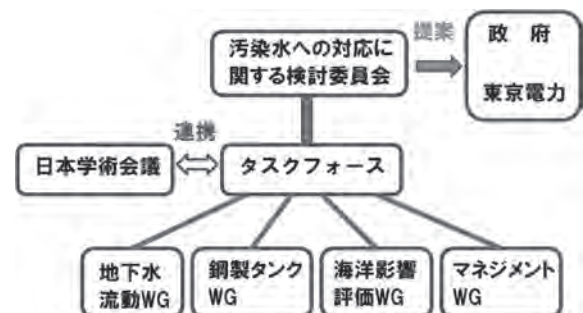 汚染水への対応に
関する検討委員会
提案
政 府
東京電力
連携
日本学術会議
タスクフォース
地下水
流動WG
鋼製タンク
WG
海洋影響
評価WG
マネジメント
WG